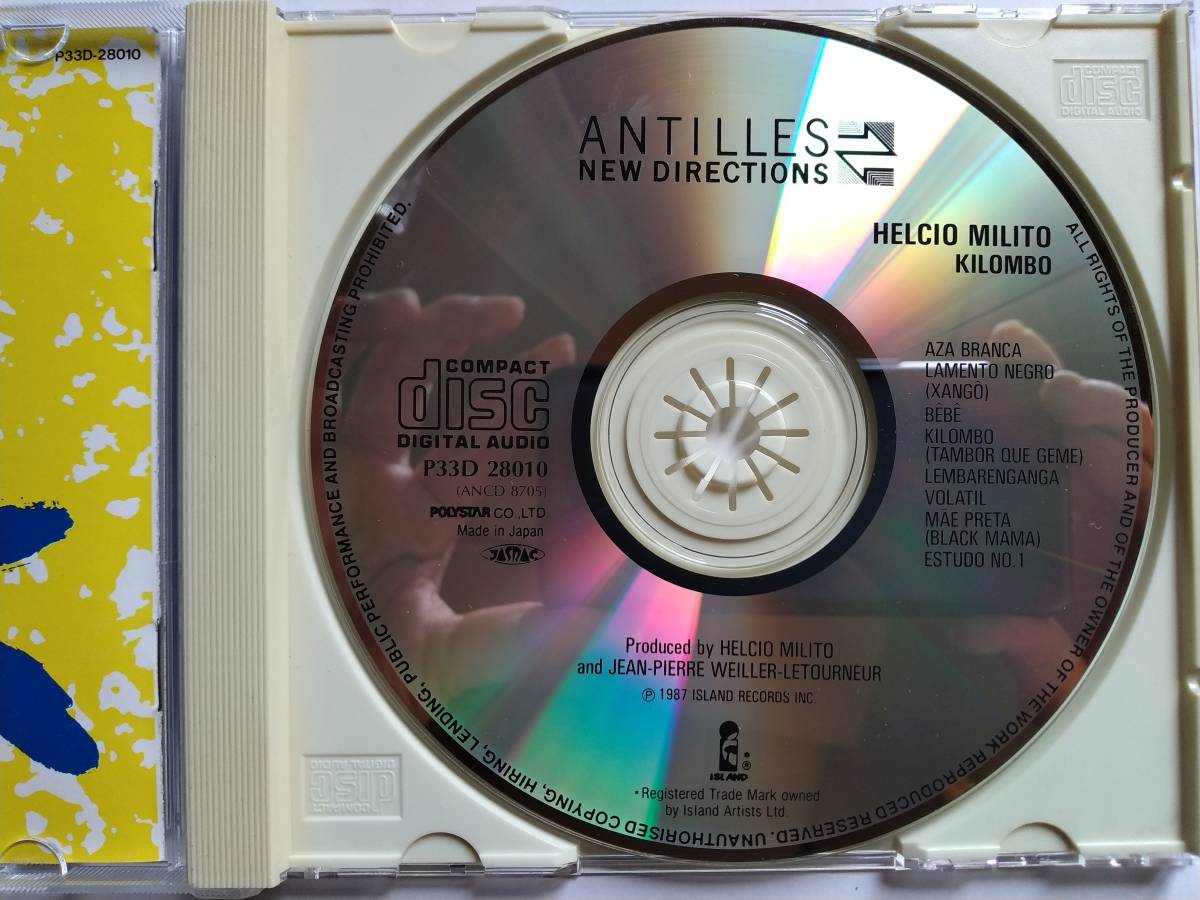 P33D-28010
COMPACT
disc
DIGITAL AUDIO
ANTILLES
NEW DIRECTIONS
HELCIO MILITO
KILOMBO
AZA BRANCA
LAMENTO NEGRO
(XANGÔ)
BÊBÊ
KILOMBO
(TAMBOR QUE GEME)
LEMBARENGANGA
VOLATIL
MÃE PRETA
(BLACK MAMA)
ESTUDO NO.1
COMPACT
disc
DIGITAL AUDIO
P33D 28010
(ANCD 8705)
POLYSTAR CO., LTD
Made in Japan
JASRAC
Produced by HELCIO MILITO
and JEAN-PIERRE WEILLER-LETOURNEUR
℗ 1987 ISLAND RECORDS INC.
*®
ISLAND
*Registered Trade Mark owned
by Island Artists Ltd.
ALL RIGHTS OF THE PRODUCER AND OF THE OWNER OF THE WORK REPRODUCED RESERVED. UNAUTHORISED COPYING, HIRING, LENDING, PUBLIC PERFORMANCE AND BROADCASTING PROHIBITED.
COMPACT
disc
DIGITAL AUDIO